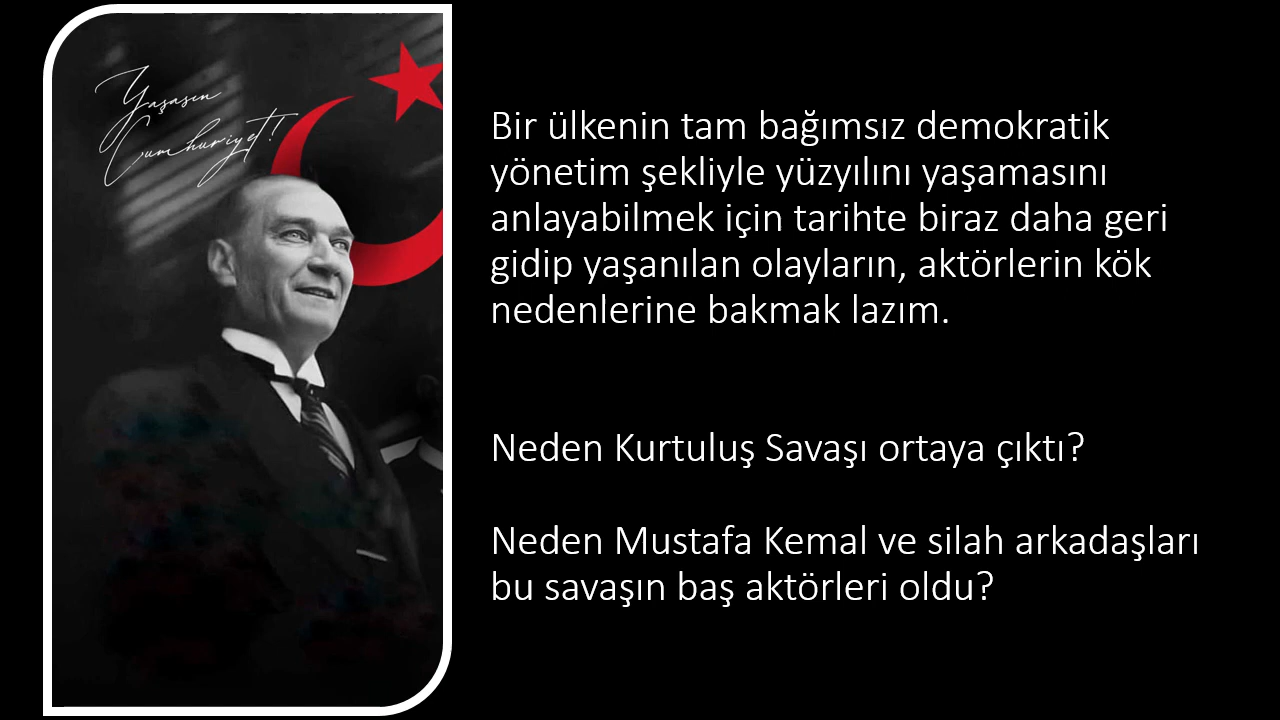 Yaşasın
Cumhuriyet!
Bir ülkenin tam bağımsız demokratik
yönetim şekliyle yüzyılını yaşamasını
anlayabilmek için tarihte biraz daha geri
gidip yaşanılan olayların, aktörlerin kök
nedenlerine bakmak lazım.
Neden Kurtuluş Savaşı ortaya çıktı?
Neden Mustafa Kemal ve silah arkadaşları
bu savaşın baş aktörleri oldu?